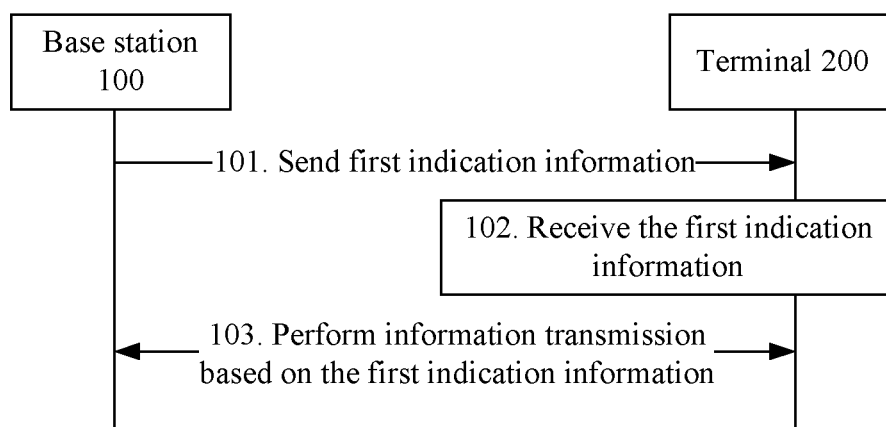 Base station
100
Terminal 200
101. Send first indication information
102. Receive the first indication
information
103. Perform information transmission
based on the first indication information